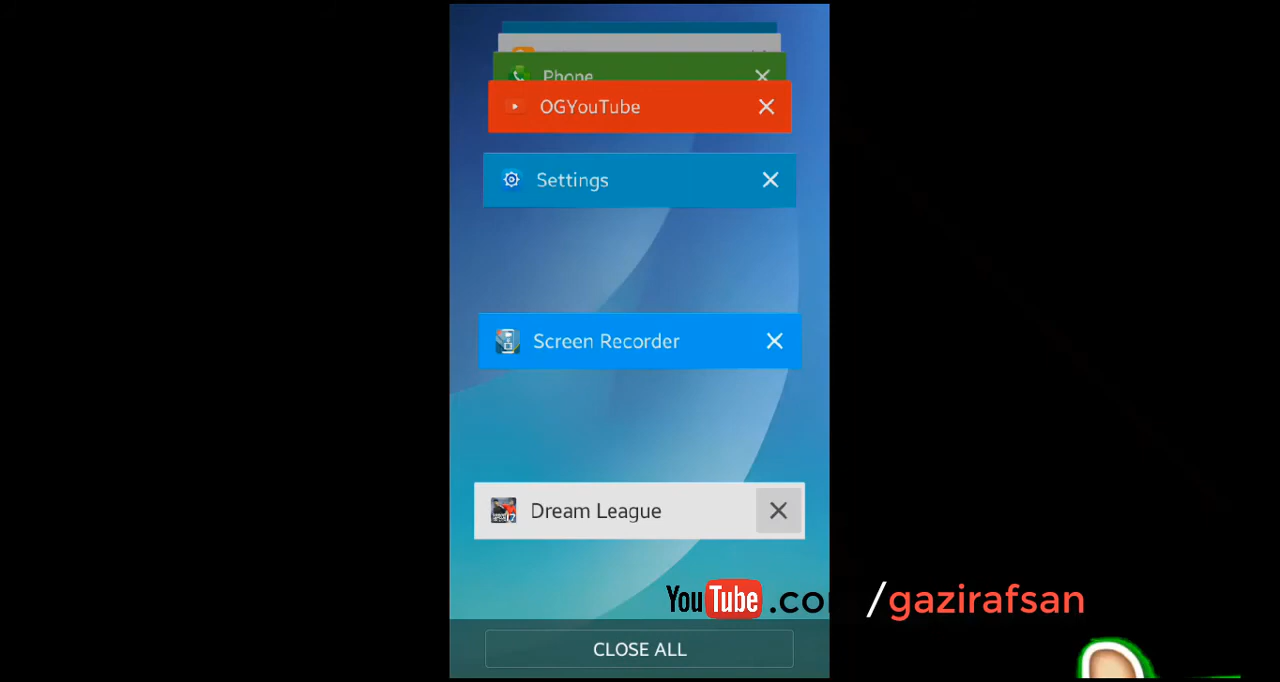 Phone
OGYouTube
Settings
Screen Recorder
Dream League
YouTube.com/gazirafsan
CLOSE ALL